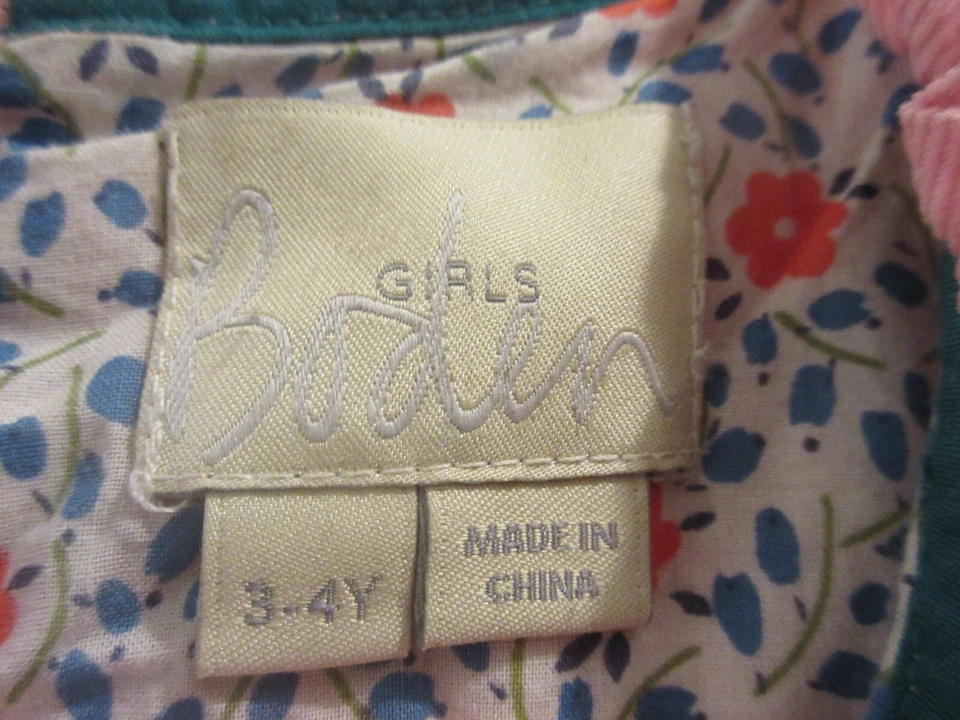 GIRLS
Boden
3-4Y
MADE IN
CHINA